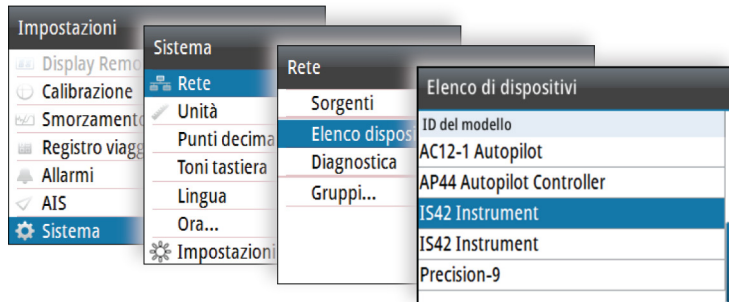 Impostazioni
Display Remo
Calibrazione
Smorzamento
Registro viagg
Allarmi
AIS
Sistema
Sistema
Rete
Unità
Punti decima
Toni tastiera
Lingua
Ora...
Impostazioni
Rete
Sorgenti
Elenco disposi
Diagnostica
Gruppi...
Elenco di dispositivi
ID del modello
AC12-1 Autopilot
AP44 Autopilot Controller
IS42 Instrument
IS42 Instrument
Precision-9